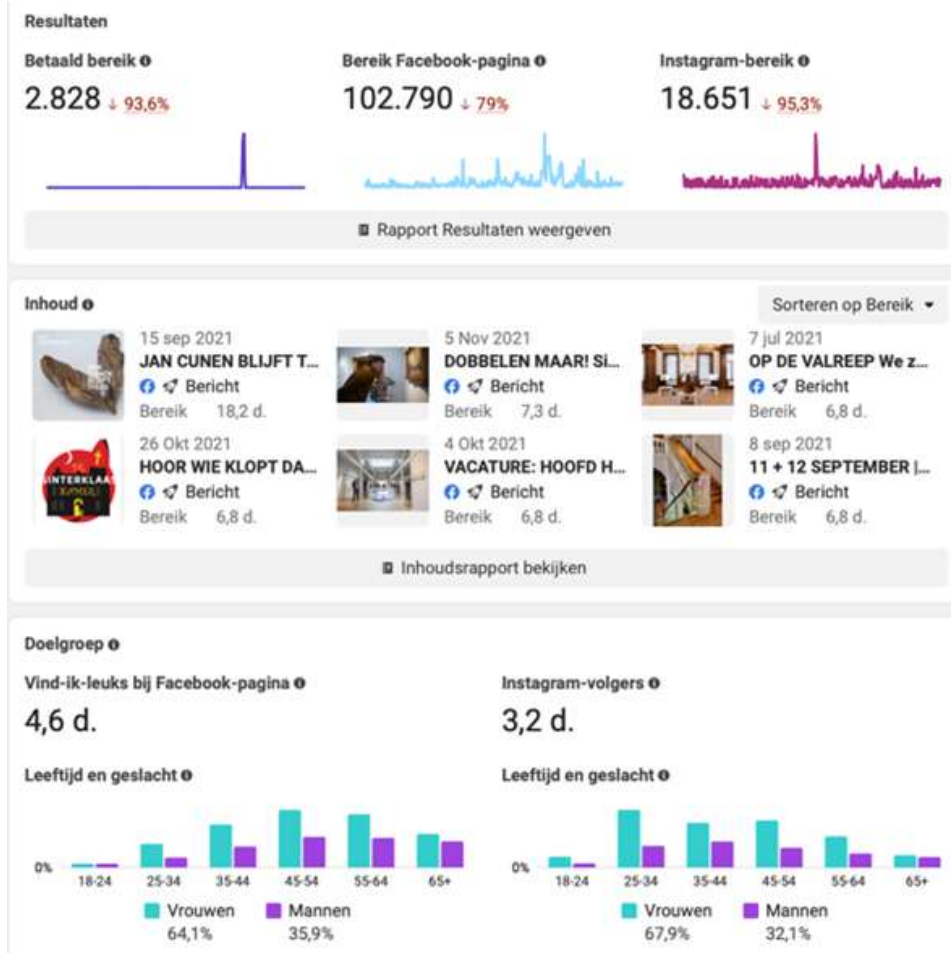 Resultaten
Betaald bereik Bereik Facebook-pagina Instagram-bereik
2.828 ↓ 93,6% 102.790 ↓ 79% 18.651 ↓ 95,3%
Rapport Resultaten weergeven
Inhoud Sorteren op Bereik
15 sep 2021 5 Nov 2021 7 jul 2021
JAN CUNEN BLIJFT T... DOBBELEN MAAR! Si... OP DE VALREEP We z...
Bericht Bericht Bericht
Bereik 18,2 d. Bereik 7,3 d. Bereik 6,8 d.
26 Okt 2021 4 Okt 2021 8 sep 2021
HOOR WIE KLOPT DA... VACATURE: HOOFD H... 11 + 12 SEPTEMBER |...
Bericht Bericht Bericht
Bereik 6,8 d. Bereik 6,8 d. Bereik 6,8 d.
Inhoudsrapport bekijken
Doelgroep
Vind-ik-leuks bij Facebook-pagina Instagram-volgers
4,6 d. 3,2 d.
Leeftijd en geslacht Leeftijd en geslacht
0% 0%
18-24 25-34 35-44 45-54 55-64 65+ 18-24 25-34 35-44 45-54 55-64 65+
Vrouwen Mannen Vrouwen Mannen
64,1% 35,9% 67,9% 32,1%